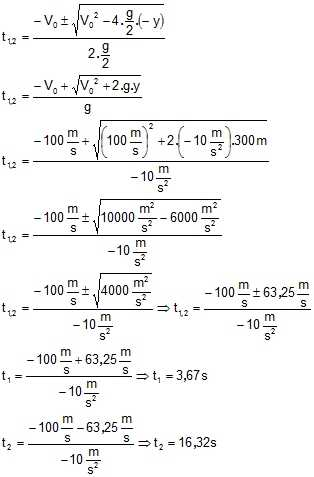 t₁,₂ = (− V₀ ± √(V₀² − 4.(g/2).(− y))) / (2.(g/2))
t₁,₂ = (− V₀ + √(V₀² + 2.g.y)) / g
t₁,₂ = (− 100 m/s + √((100 m/s)² + 2.(− 10 m/s²).300 m)) / (− 10 m/s²)
t₁,₂ = (− 100 m/s ± √(10000 m²/s² − 6000 m²/s²)) / (− 10 m/s²)
t₁,₂ = (− 100 m/s ± √(4000 m²/s²)) / (− 10 m/s²) ⇒ t₁,₂ = (− 100 m/s ± 63,25 m/s) / (− 10 m/s²)
t₁ = (− 100 m/s + 63,25 m/s) / (− 10 m/s²) ⇒ t₁ = 3,67 s
t₂ = (− 100 m/s − 63,25 m/s) / (− 10 m/s²) ⇒ t₂ = 16,32 s